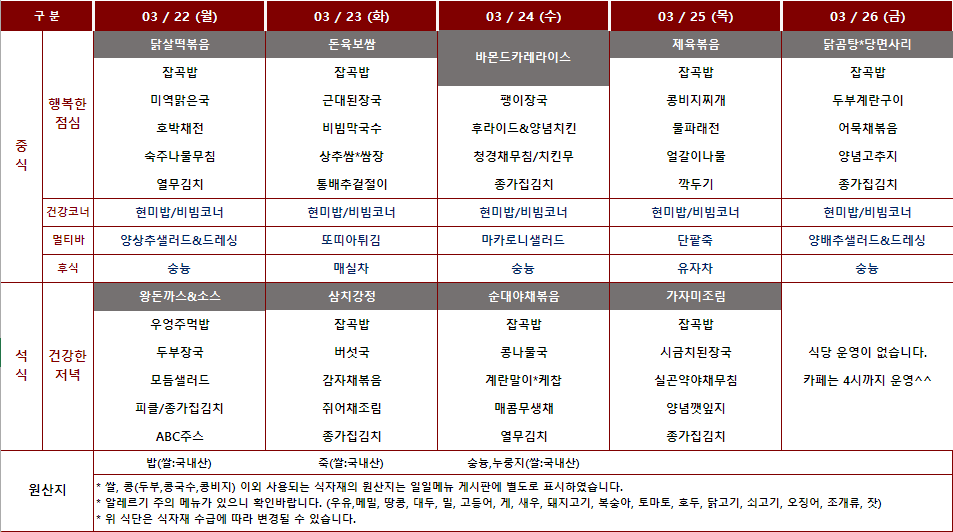 구 분 03 / 22 (월) 03 / 23 (화) 03 / 24 (수) 03 / 25 (목) 03 / 26 (금)
중식
행복한 점심
닭살떡볶음 돈육보쌈 바몬드카레라이스 제육볶음 닭곰탕*당면사리
잡곡밥 잡곡밥 잡곡밥 잡곡밥
미역맑은국 근대된장국 팽이장국 콩비지찌개 두부계란구이
호박채전 비빔막국수 후라이드&양념치킨 물파래전 어묵채볶음
숙주나물무침 상추쌈*쌈장 청경채무침/치킨무 얼갈이나물 양념고추지
열무김치 통배추겉절이 종가집김치 깍두기 종가집김치
건강코너 현미밥/비빔코너 현미밥/비빔코너 현미밥/비빔코너 현미밥/비빔코너 현미밥/비빔코너
멀티바 양상추샐러드&드레싱 또띠아튀김 마카로니샐러드 단팥죽 양배추샐러드&드레싱
후식 숭늉 매실차 숭늉 유자차 숭늉
석식
건강한 저녁
왕돈까스&소스 삼치강정 순대야채볶음 가자미조림
우엉주먹밥 잡곡밥 잡곡밥 잡곡밥
두부장국 버섯국 콩나물국 시금치된장국 식당 운영이 없습니다.
모듬샐러드 감자채볶음 계란말이*케찹 실곤약야채무침 카페는 4시까지 운영^^
피클/종가집김치 쥐어채조림 매콤무생채 양념깻잎지
ABC주스 종가집김치 열무김치 종가집김치
원산지
밥(쌀:국내산) 죽(쌀:국내산) 숭늉,누룽지(쌀:국내산)
* 쌀, 콩(두부,콩국수,콩비지) 이외 사용되는 식자재의 원산지는 일일메뉴 게시판에 별도로 표시하였습니다.
* 알레르기 주의 메뉴가 있으니 확인바랍니다. (우유,메밀, 땅콩, 대두, 밀, 고등어, 게, 새우, 돼지고기, 복숭아, 토마토, 호두, 닭고기, 쇠고기, 오징어, 조개류, 잣)
* 위 식단은 식자재 수급에 따라 변경될 수 있습니다.